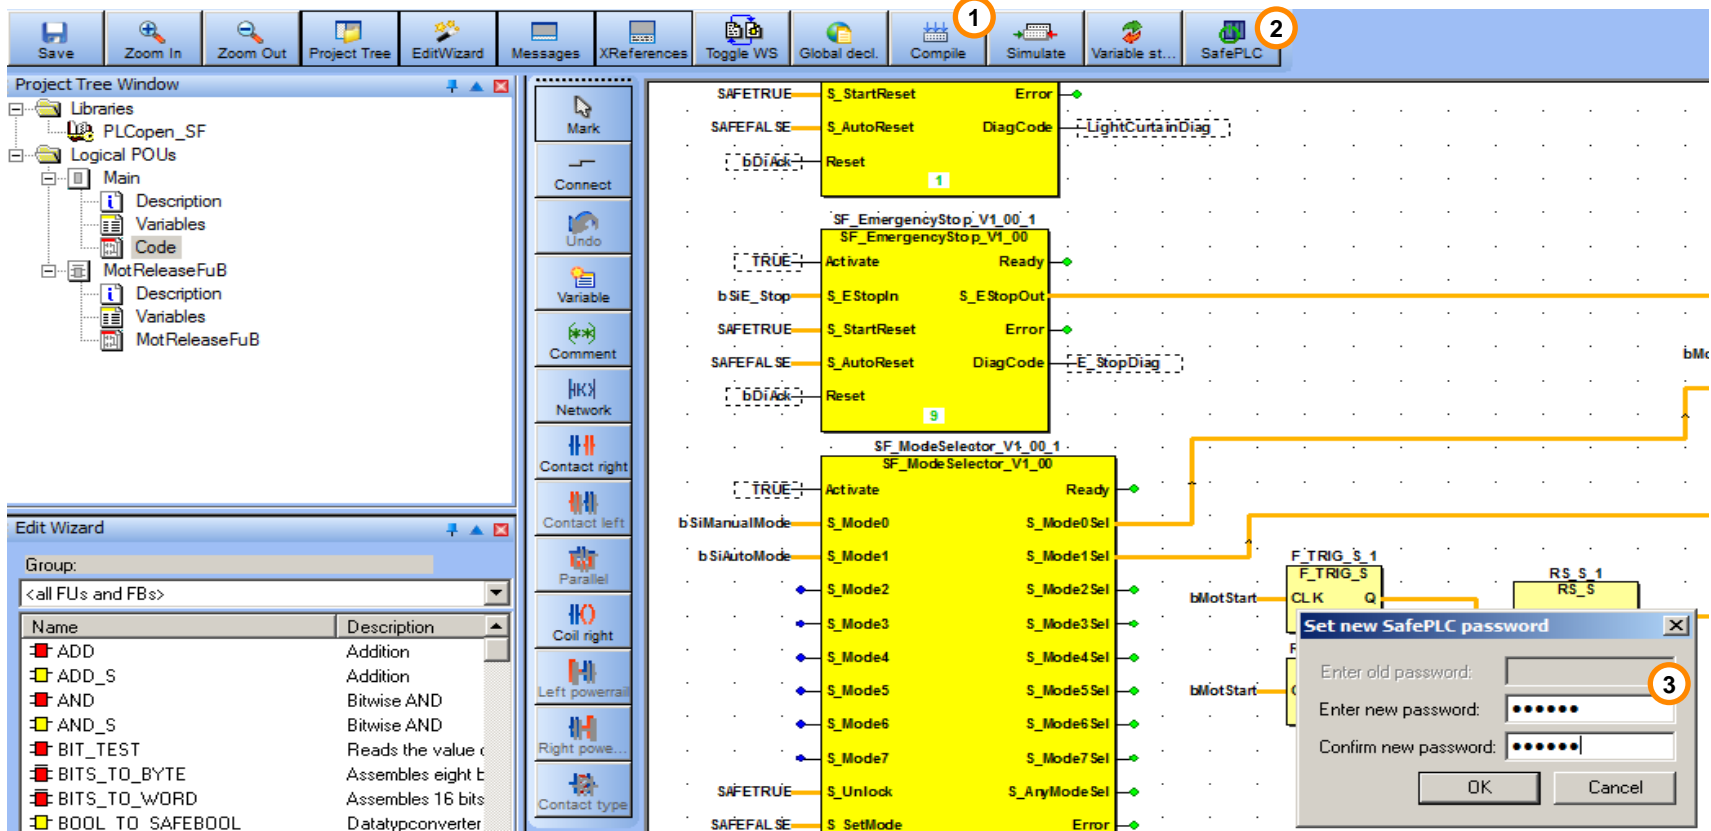 Save
Zoom In
Zoom Out
Project Tree
EditWizard
Messages
XReferences
Toggle WS
Global decl.
Compile
Simulate
Variable st...
SafePLC
1
2
Project Tree Window
Libraries
PLCopen_SF
Logical POUs
Main
Description
Variables
Code
MotReleaseFuB
Description
Variables
MotReleaseFuB
Edit Wizard
Group:
<all FUs and FBs>
Name Description
ADD Addition
ADD_S Addition
AND Bitwise AND
AND_S Bitwise AND
BIT_TEST Reads the value
BITS_TO_BYTE Assembles eight
BITS_TO_WORD Assembles 16 bits
BOOL_TO_SAFEBOOL Datatypconverter
Mark
Connect
Undo
Variable
Comment
Network
Contact right
Contact left
Parallel
Coil right
Left powerrail
Right powe...
Contact type
SAFETRUE S_StartReset Error
SAFEFALSE S_AutoReset DiagCode LightCurtainDiag
bDiAck Reset
1
SF_EmergencyStop_V1_00_1
SF_EmergencyStop_V1_00
TRUE Activate Ready
bSiE_Stop S_EStopIn S_EStopOut
SAFETRUE S_StartReset Error
SAFEFALSE S_AutoReset DiagCode E_StopDiag
bDiAck Reset
9
SF_ModeSelector_V1_00_1
SF_ModeSelector_V1_00
TRUE Activate Ready
bSiManualMode S_Mode0 S_Mode0Sel
bSiAutoMode S_Mode1 S_Mode1Sel
S_Mode2 S_Mode2Sel
S_Mode3 S_Mode3Sel
S_Mode4 S_Mode4Sel
S_Mode5 S_Mode5Sel
S_Mode6 S_Mode6Sel
S_Mode7 S_Mode7Sel
SAFETRUE S_Unlock S_AnyModeSel
SAFEFALSE S_SetMode Error
F_TRIG_S_1
F_TRIG_S
bMotStart CLK Q
RS_S_1
RS_S
bMotStart
Set new SafePLC password
Enter old password:
3
Enter new password: ●●●●●●
Confirm new password: ●●●●●●
OK Cancel